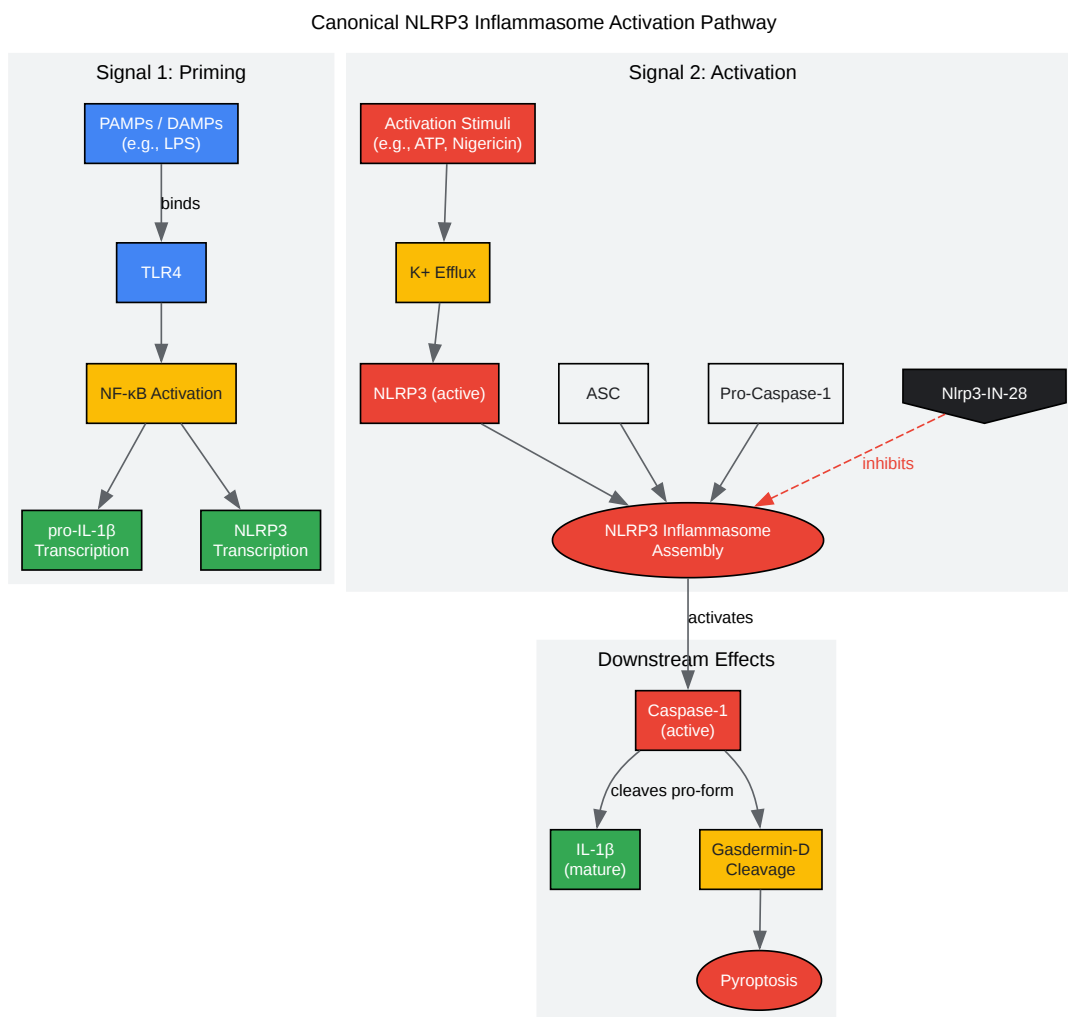 Canonical NLRP3 Inflammasome Activation Pathway
Signal 1: Priming
PAMPs / DAMPs
(e.g., LPS)
binds
TLR4
NF-κB Activation
pro-IL-1β
Transcription
NLRP3
Transcription
Signal 2: Activation
Activation Stimuli
(e.g., ATP, Nigericin)
K+ Efflux
NLRP3 (active)
ASC
Pro-Caspase-1
Nlrp3-IN-28
inhibits
NLRP3 Inflammasome
Assembly
activates
Downstream Effects
Caspase-1
(active)
cleaves pro-form
IL-1β
(mature)
Gasdermin-D
Cleavage
Pyroptosis